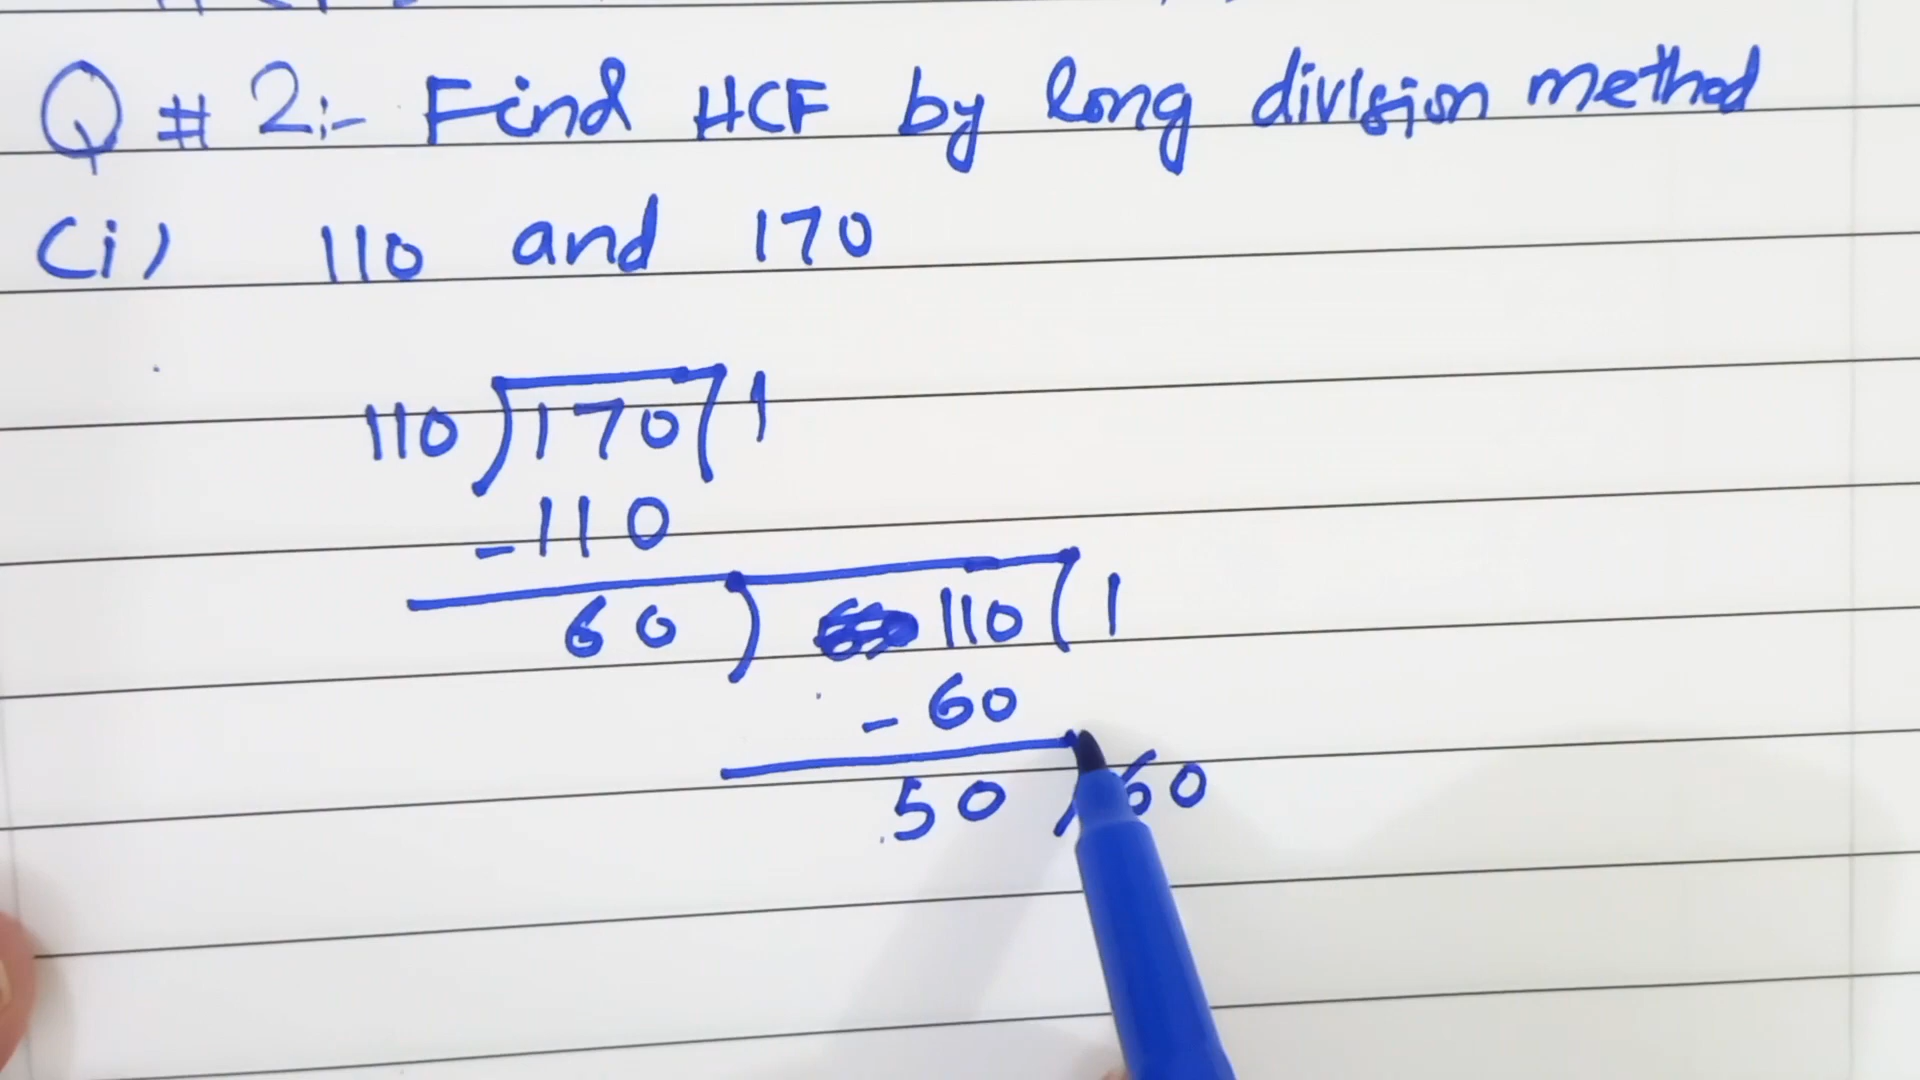 Q # 2:- Find HCF by long division method
(i) 110 and 170
110 ) 170 ( 1
- 110
60 ) 110 ( 1
- 60
50 ) 60